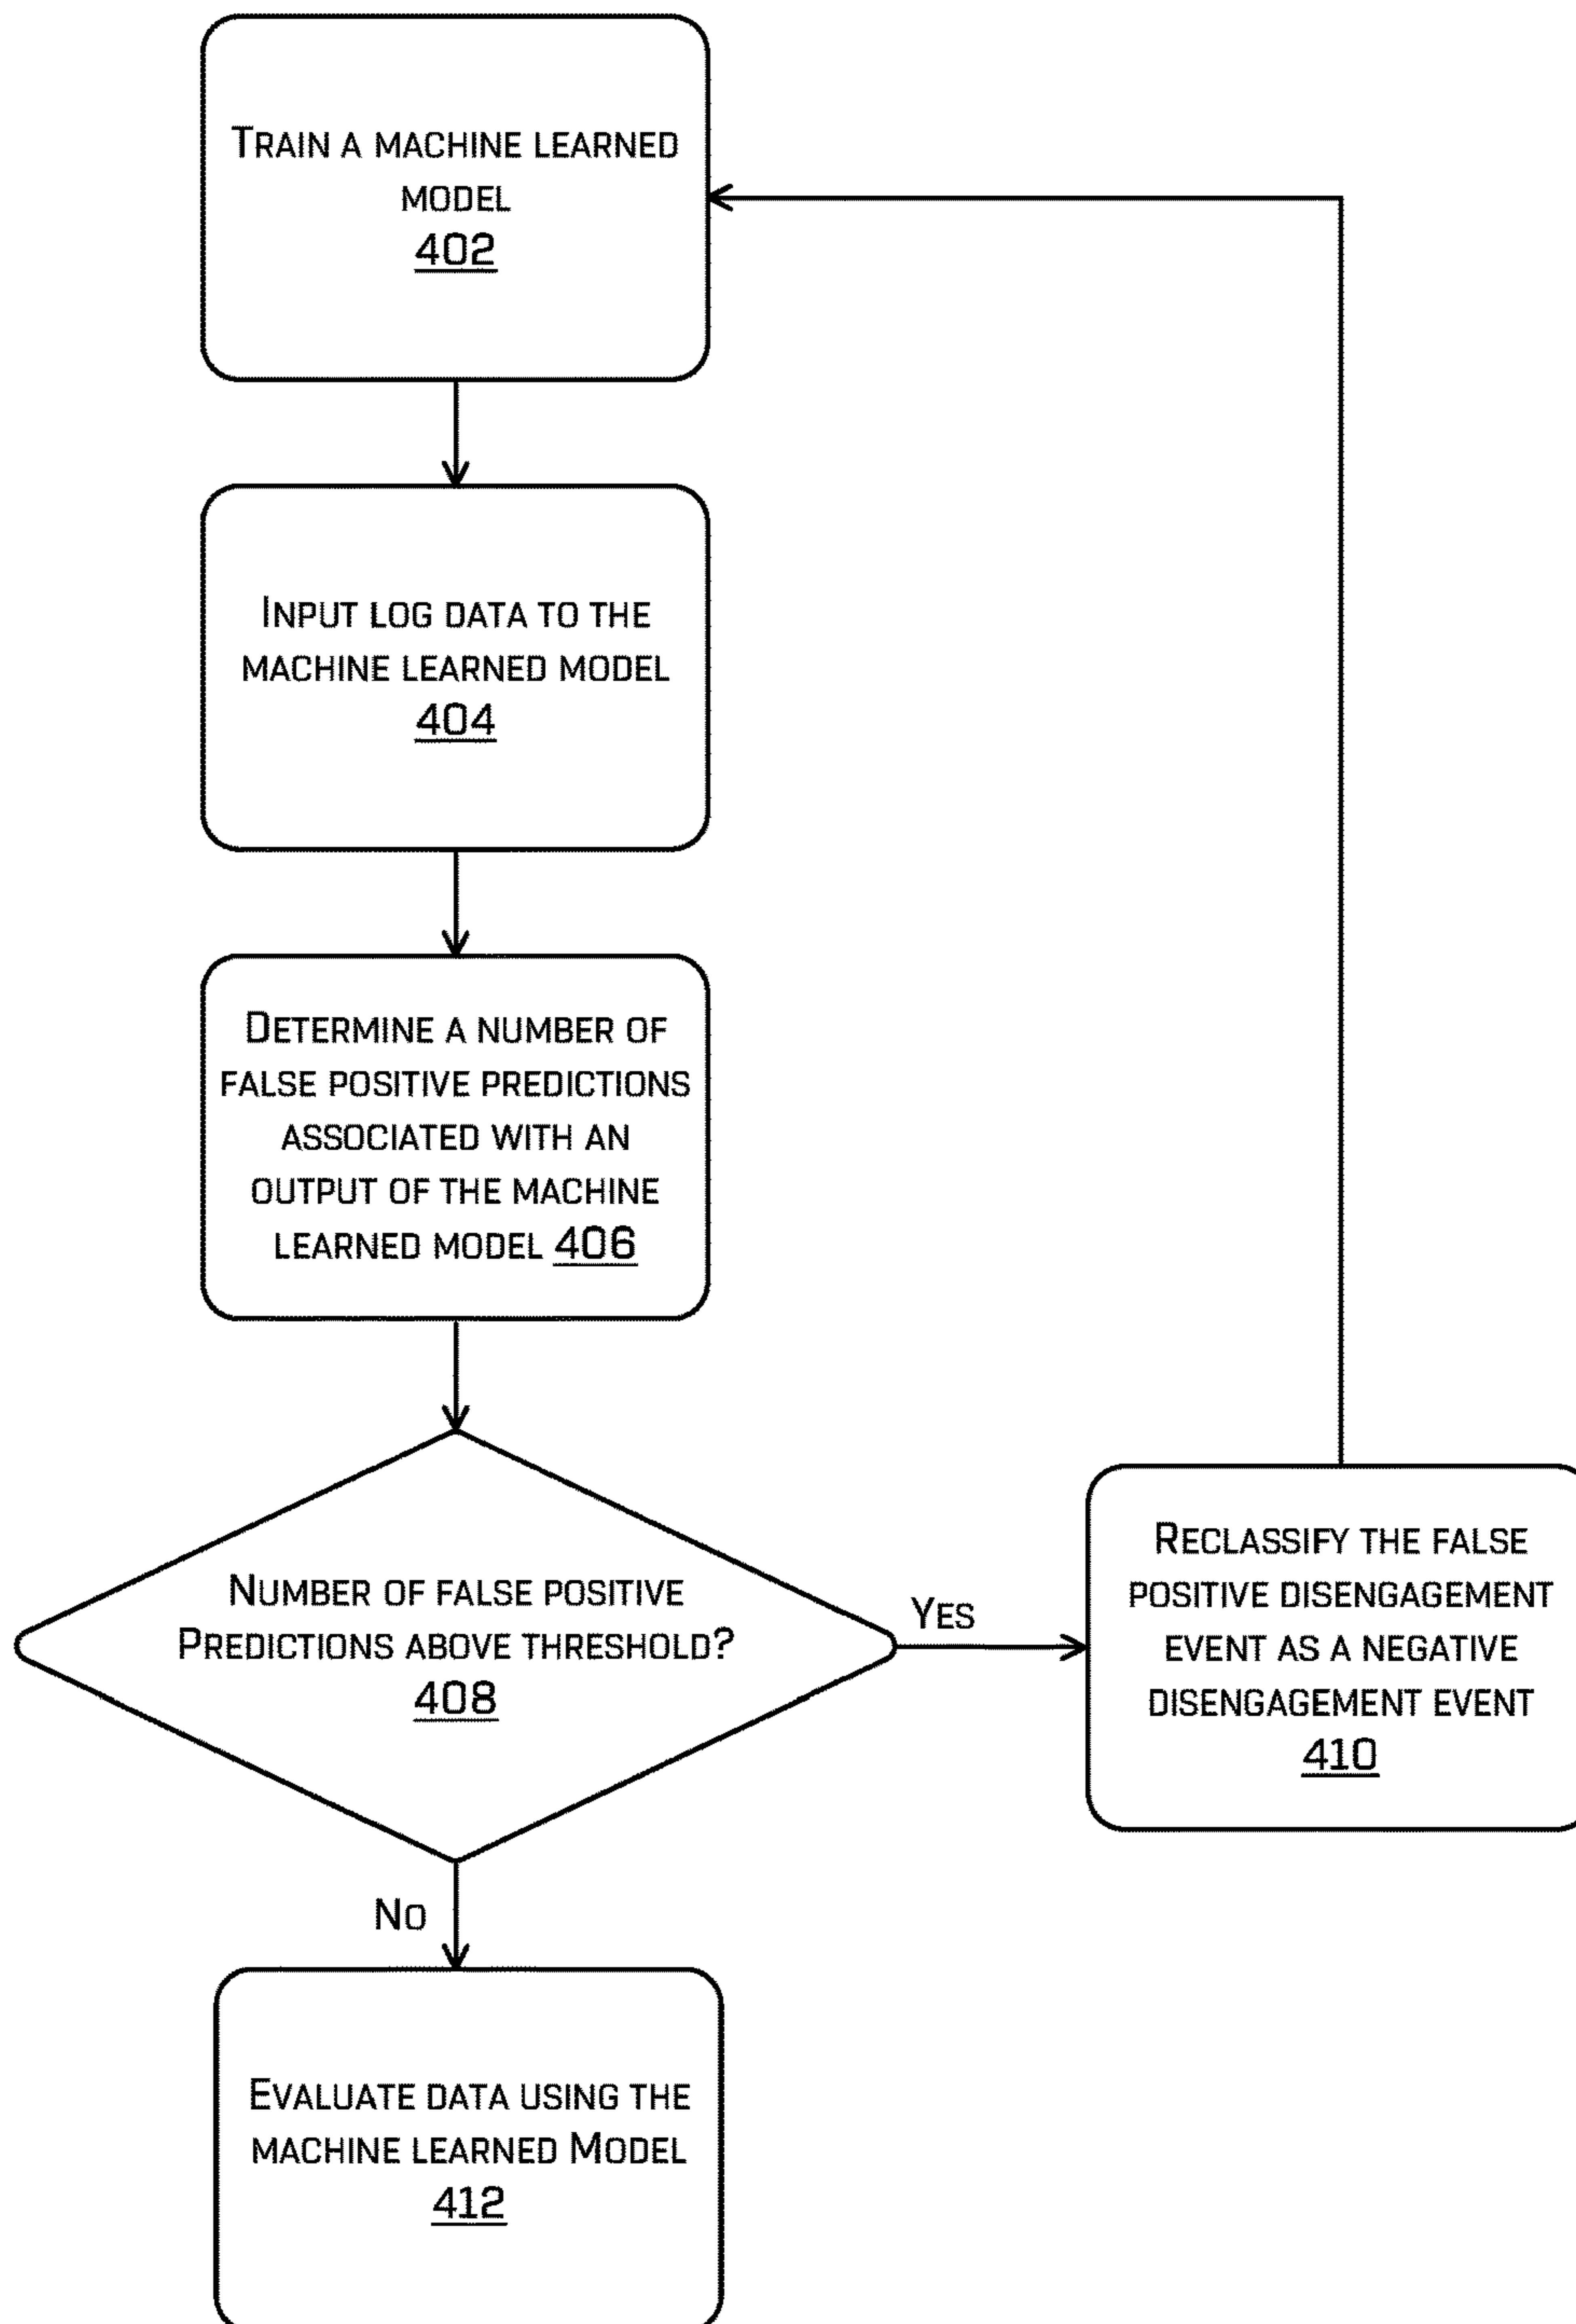 Train a machine learned
model
402
Input log data to the
machine learned model
404
Determine a number of
false positive predictions
associated with an
output of the machine
learned model 406
Number of false positive
Predictions above threshold?
408
Yes
Reclassify the false
positive disengagement
event as a negative
disengagement event
410
No
Evaluate data using the
machine learned Model
412